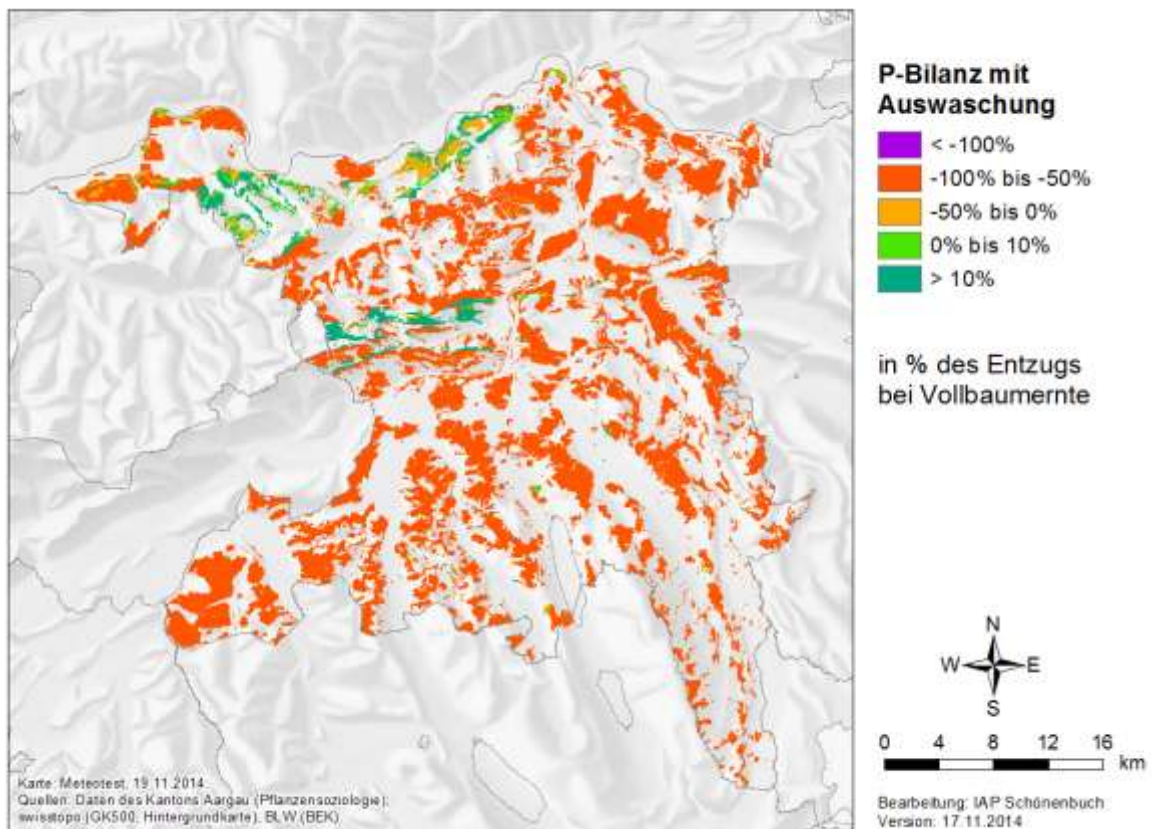 P-Bilanz mit
Auswaschung
< -100%
-100% bis -50%
-50% bis 0%
0% bis 10%
> 10%
in % des Entzugs
bei Vollbaumernte
N
W
E
S
0 4 8 12 16
km
Karte: Meteotest, 19.11.2014.
Quellen: Daten des Kantons Aargau (Pflanzensoziologie);
swisstopo (GK500, Hintergrundkarte), BLW (BEK)
Bearbeitung: IAP Schönenbuch
Version: 17.11.2014